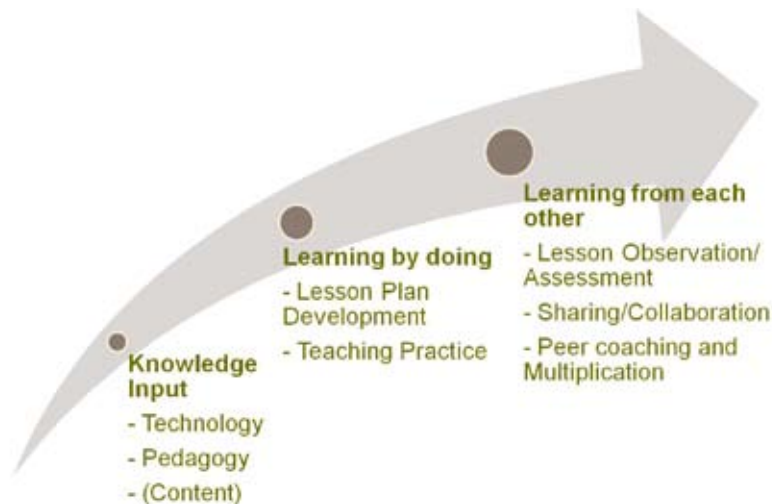 Knowledge
Input
- Technology
- Pedagogy
- (Content)
Learning by doing
- Lesson Plan
Development
- Teaching Practice
Learning from each
other
- Lesson Observation/
Assessment
- Sharing/Collaboration
- Peer coaching and
Multiplication